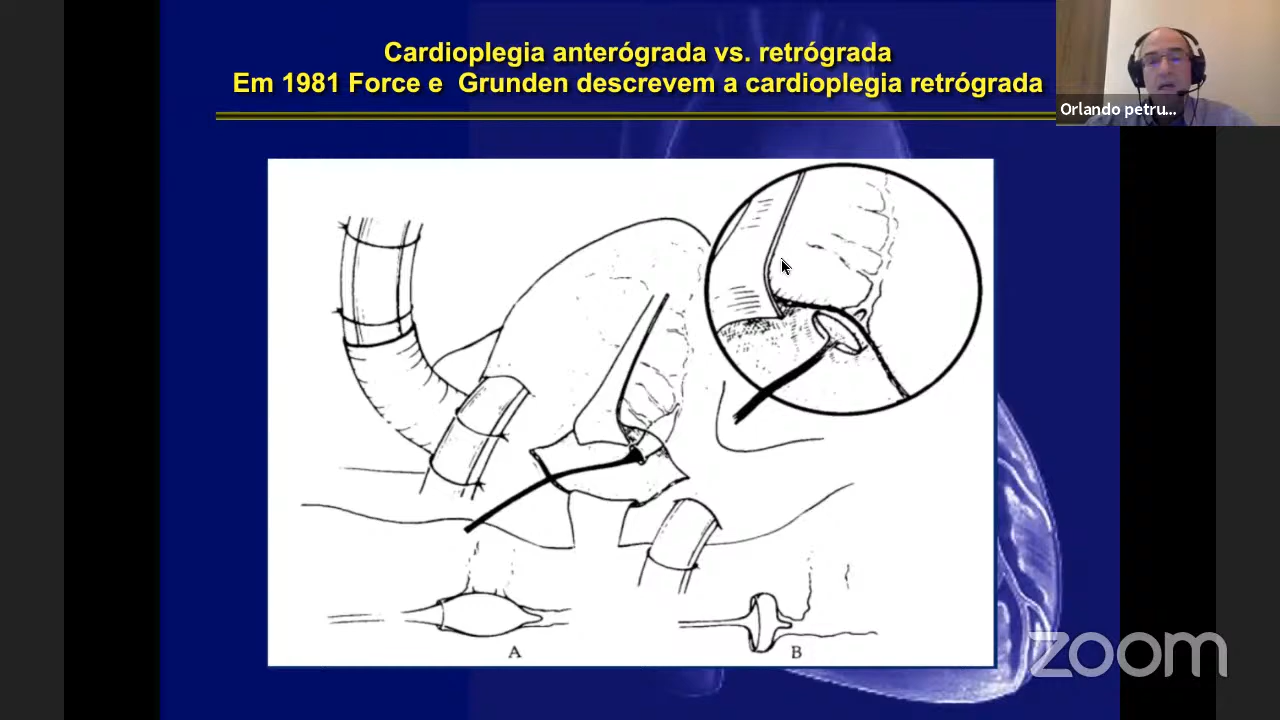 Cardioplegia anterógrada vs. retrógrada
Em 1981 Force e Grunden descrevem a cardioplegia retrógrada
Orlando petru...
A
B
zoom